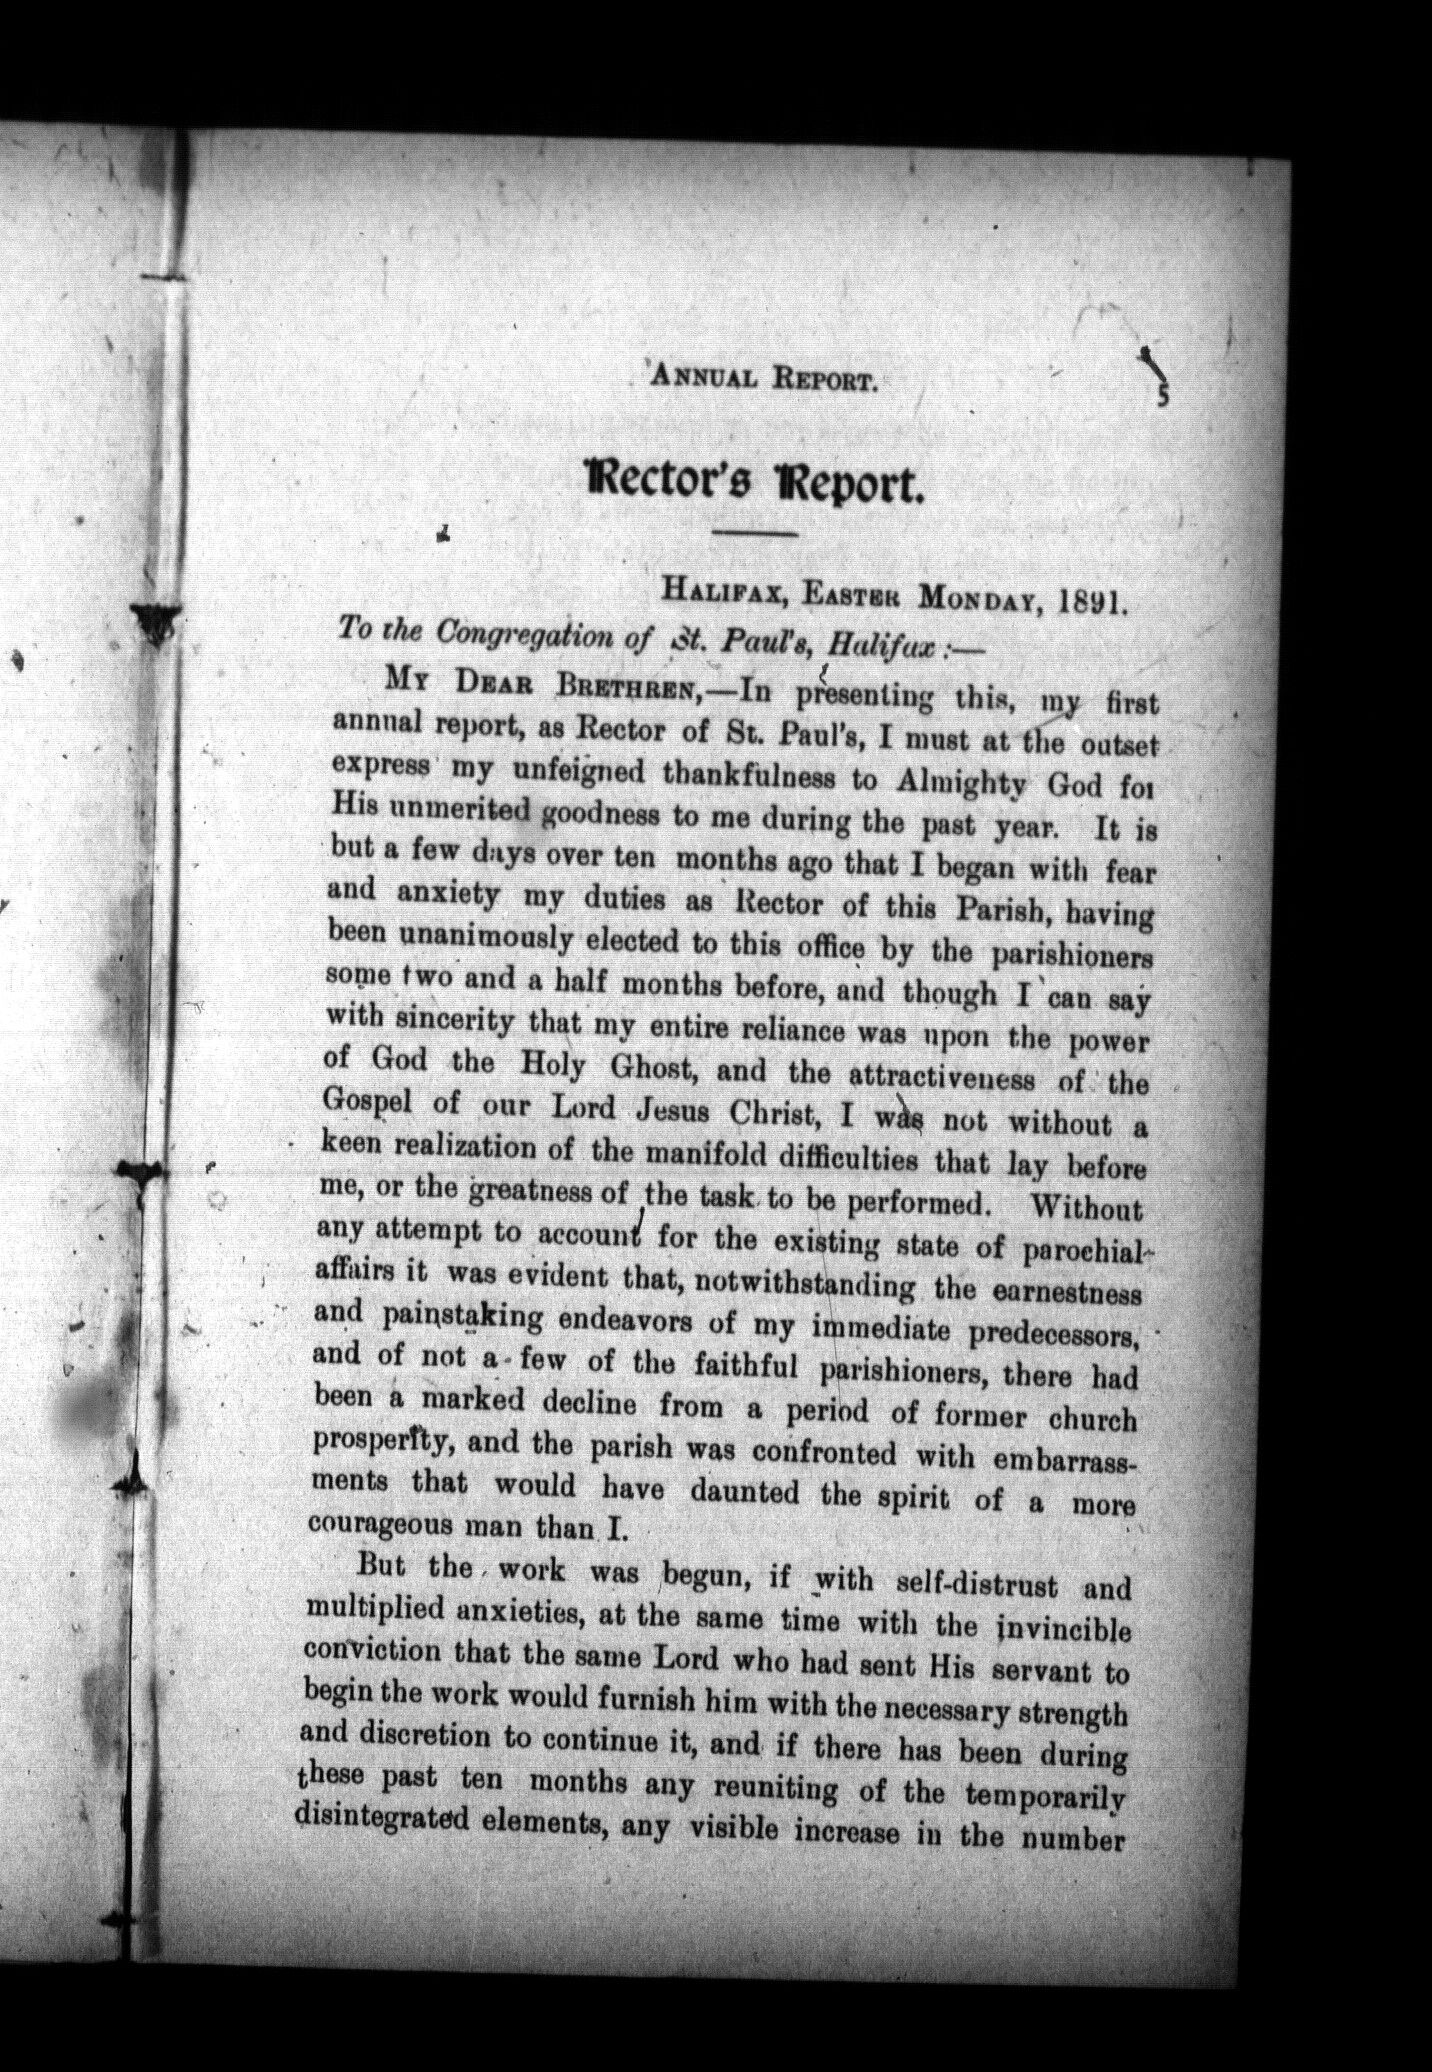 ANNUAL REPORT.
5
Rector's Report.
HALIFAX, EASTER MONDAY, 1891.
To the Congregation of St. Paul's, Halifax :—
MY DEAR BRETHREN,—In presenting this, my first
annual report, as Rector of St. Paul's, I must at the outset
express my unfeigned thankfulness to Almighty God for
His unmerited goodness to me during the past year. It is
but a few days over ten months ago that I began with fear
and anxiety my duties as Rector of this Parish, having
been unanimously elected to this office by the parishioners
some two and a half months before, and though I can say
with sincerity that my entire reliance was upon the power
of God the Holy Ghost, and the attractiveness of the
Gospel of our Lord Jesus Christ, I was not without a
keen realization of the manifold difficulties that lay before
me, or the greatness of the task to be performed. Without
any attempt to account for the existing state of parochial
affairs it was evident that, notwithstanding the earnestness
and painstaking endeavors of my immediate predecessors,
and of not a few of the faithful parishioners, there had
been a marked decline from a period of former church
prosperity, and the parish was confronted with embarrass-
ments that would have daunted the spirit of a more
courageous man than I.
But the work was begun, if with self-distrust and
multiplied anxieties, at the same time with the invincible
conviction that the same Lord who had sent His servant to
begin the work would furnish him with the necessary strength
and discretion to continue it, and if there has been during
these past ten months any reuniting of the temporarily
disintegrated elements, any visible increase in the number